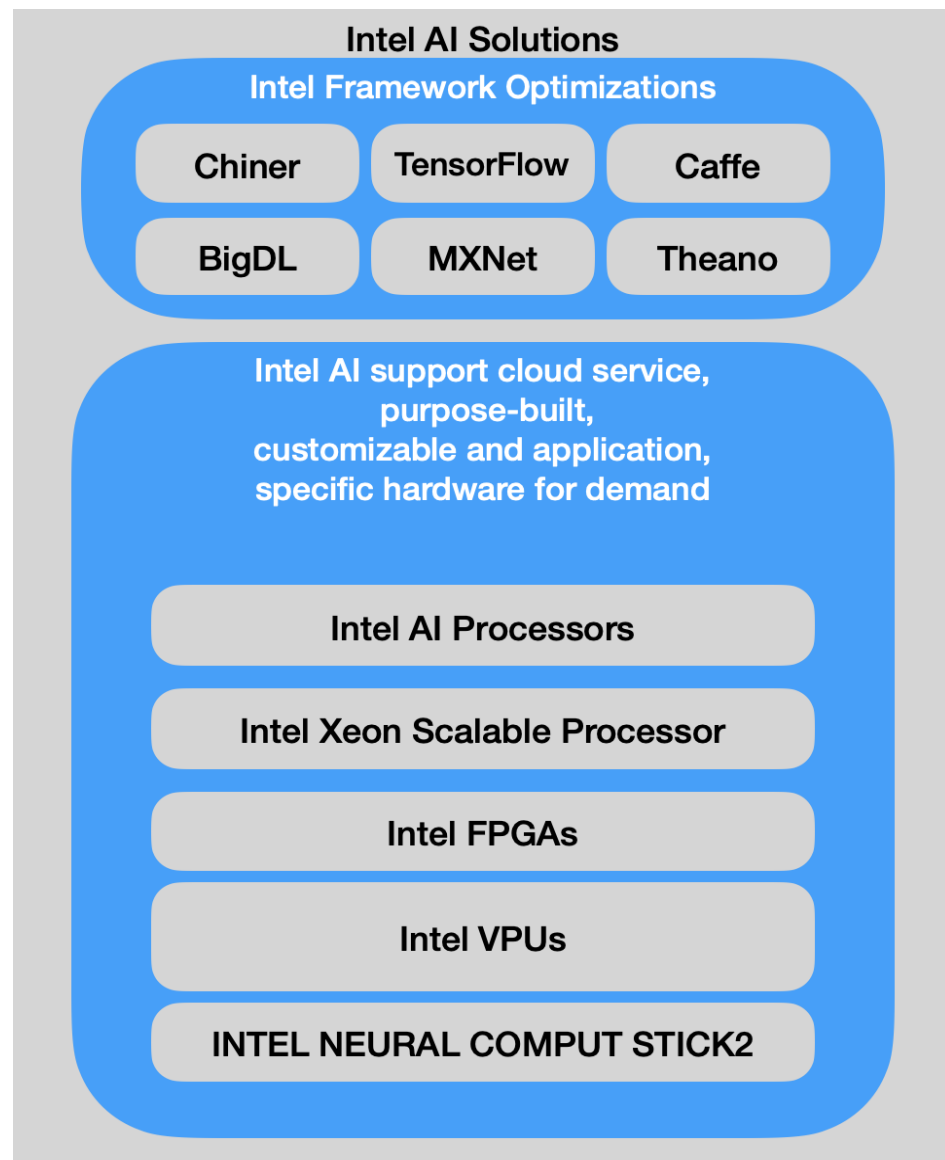 Intel AI Solutions
Intel Framework Optimizations
Chiner TensorFlow Caffe
BigDL MXNet Theano
Intel AI support cloud service,
purpose-built,
customizable and application,
specific hardware for demand
Intel AI Processors
Intel Xeon Scalable Processor
Intel FPGAs
Intel VPUs
INTEL NEURAL COMPUT STICK2